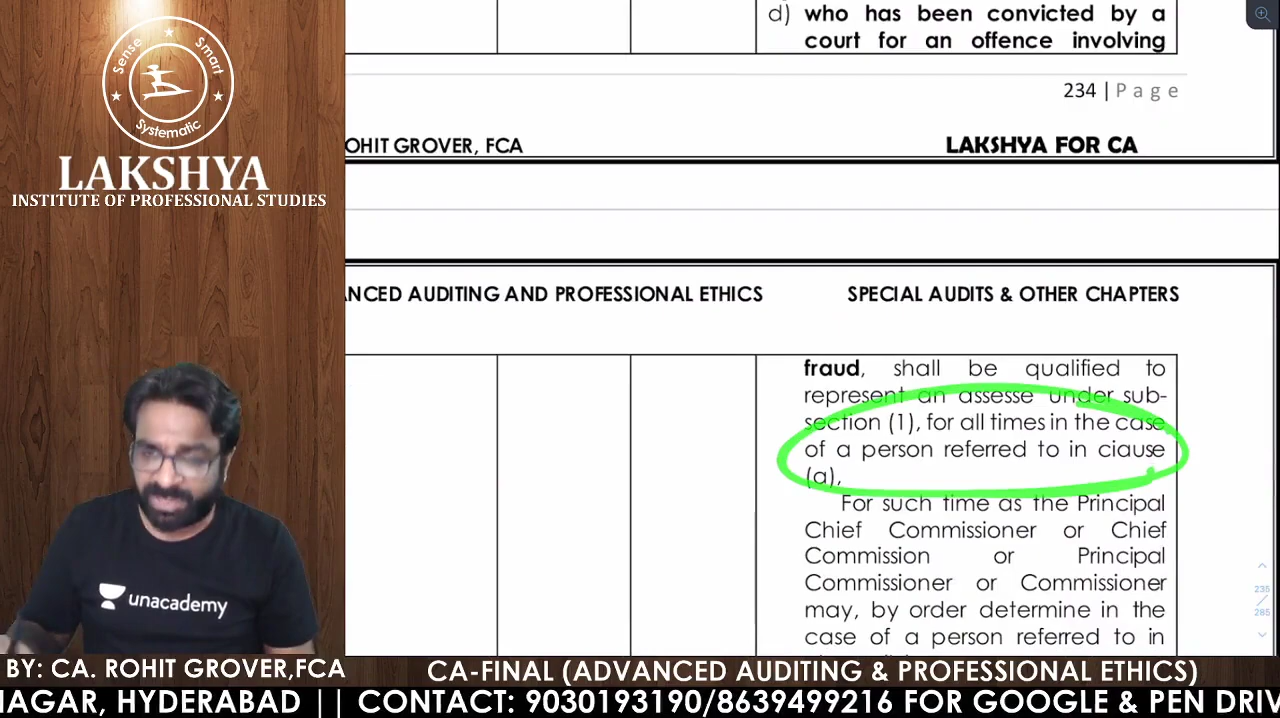 Sense
Smart
Systematic
LAKSHYA
INSTITUTE OF PROFESSIONAL STUDIES
d) who has been convicted by a
court for an offence involving
234 | Page
OHIT GROVER, FCA
LAKSHYA FOR CA
NCED AUDITING AND PROFESSIONAL ETHICS
SPECIAL AUDITS & OTHER CHAPTERS
fraud, shall be qualified to
represent an assesse under sub-
section (1), for all times in the case
of a person referred to in ciause
(a),
For such time as the Principal
Chief Commissioner or Chief
Commission or Principal
Commissioner or Commissioner
may, by order determine in the
case of a person referred to in
235
/
285
unacademy
BY: CA. ROHIT GROVER,FCA
CA-FINAL (ADVANCED AUDITING & PROFESSIONAL ETHICS)
NAGAR, HYDERABAD || CONTACT: 9030193190/8639499216 FOR GOOGLE & PEN DRIV